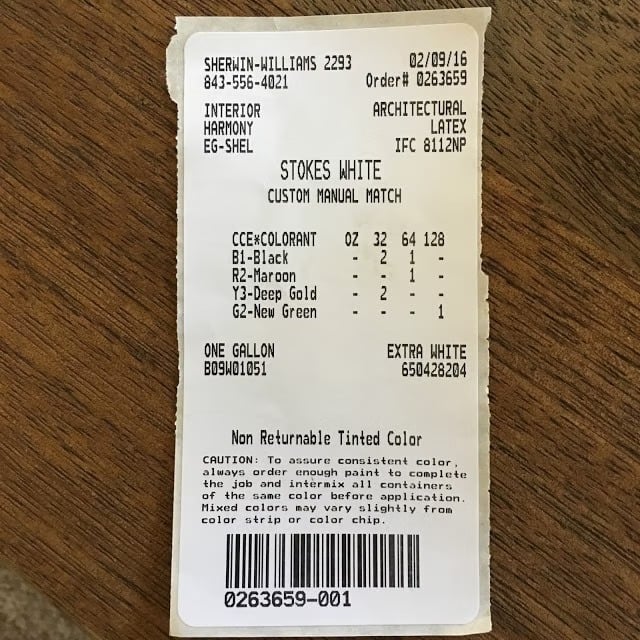 SHERWIN-WILLIAMS 2293 02/09/16
843-556-4021 Order# 0263659
INTERIOR ARCHITECTURAL
HARMONY LATEX
EG-SHEL IFC 8112NP
STOKES WHITE
CUSTOM MANUAL MATCH
CCE*COLORANT OZ 32 64 128
B1-Black - 2 1 -
R2-Maroon - - 1 -
Y3-Deep Gold - 2 - -
G2-New Green - - - 1
ONE GALLON EXTRA WHITE
B09W01051 650428204
Non Returnable Tinted Color
CAUTION: To assure consistent color,
always order enough paint to complete
the job and intermix all containers
of the same color before application.
Mixed colors may vary slightly from
color strip or color chip.
0263659-001